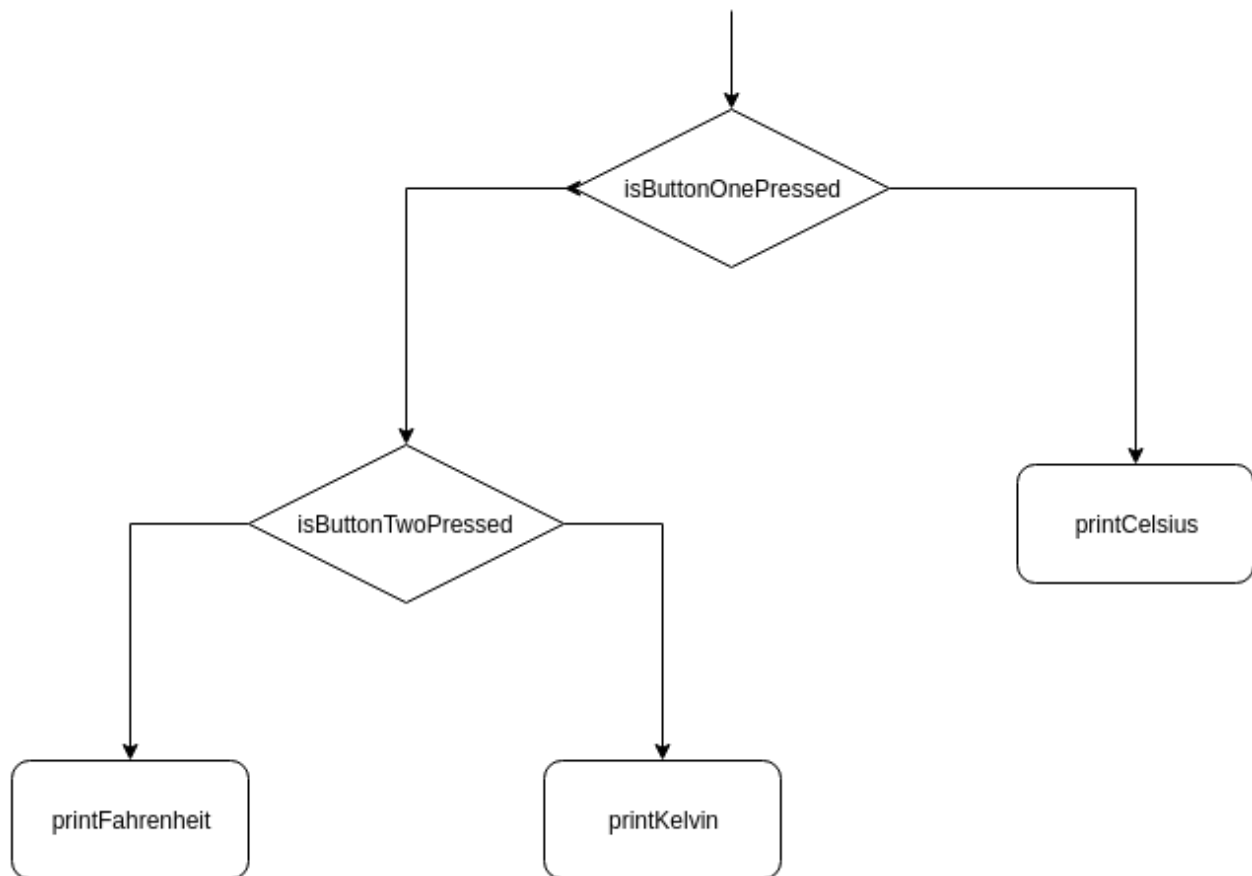 isButtonOnePressed
isButtonTwoPressed
printCelsius
printFahrenheit
printKelvin